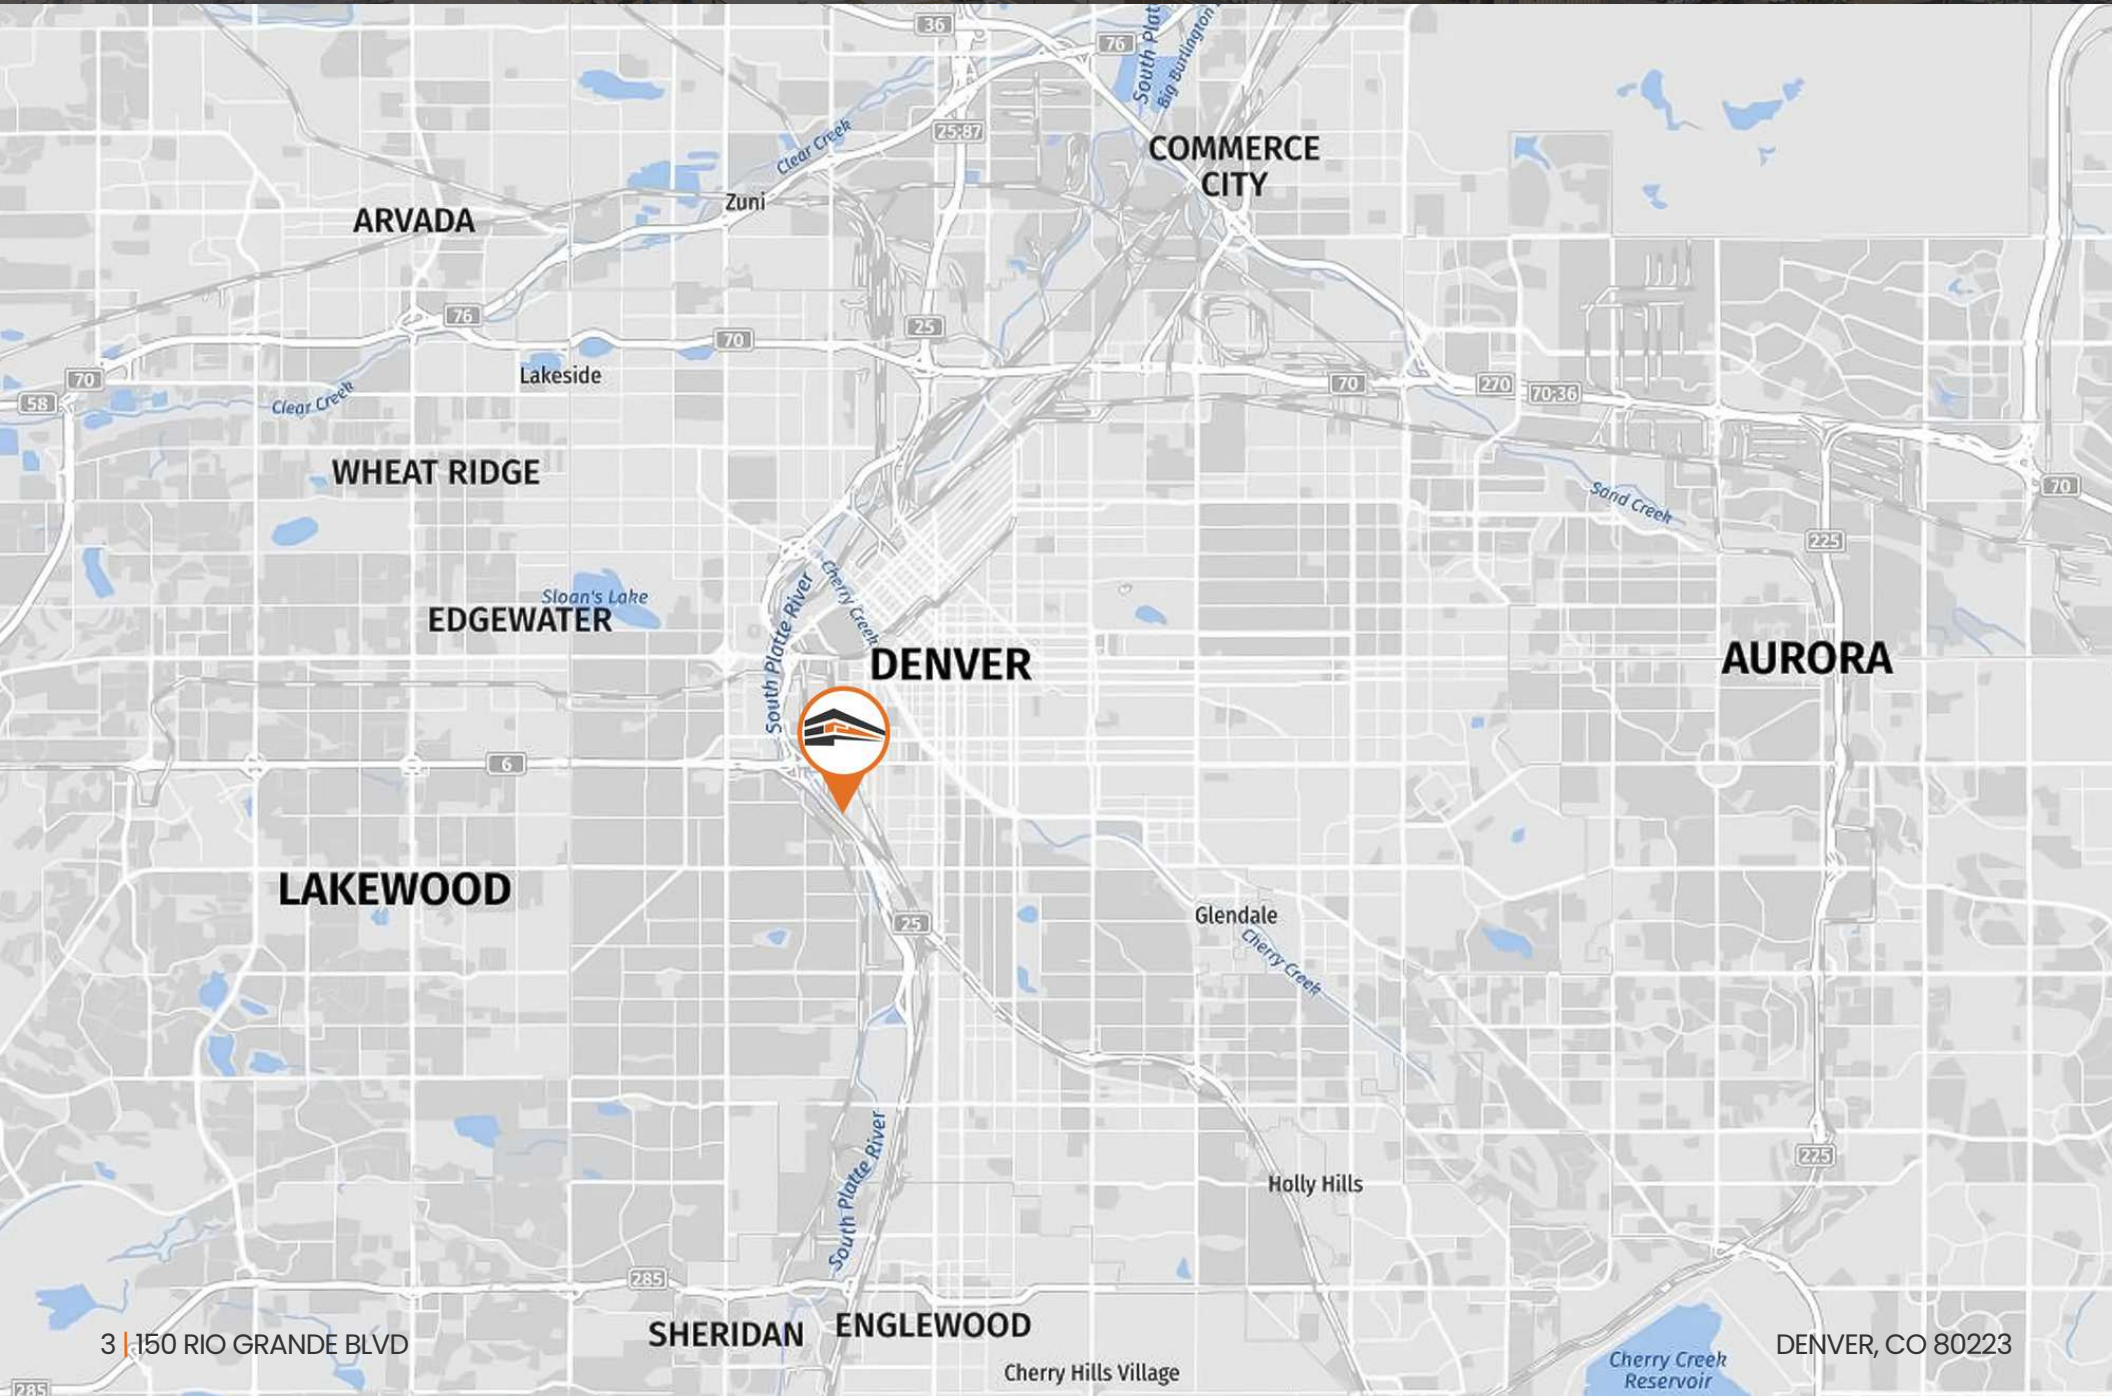 36
76
South Plat
Big Burlington
25:87
COMMERCE
CITY
Clear Creek
Zuni
ARVADA
76
25
70
Lakeside
70
58
Clear Creek
70
270
70:36
WHEAT RIDGE
70
Sand Creek
225
Sloan's Lake
EDGEWATER
South Platte River
Cherry Creek
DENVER
AURORA
6
LAKEWOOD
25
Glendale
Cherry Creek
South Platte River
225
Holly Hills
285
SHERIDAN
ENGLEWOOD
3 | 150 RIO GRANDE BLVD
DENVER, CO 80223
Cherry Hills Village
Cherry Creek
Reservoir
285